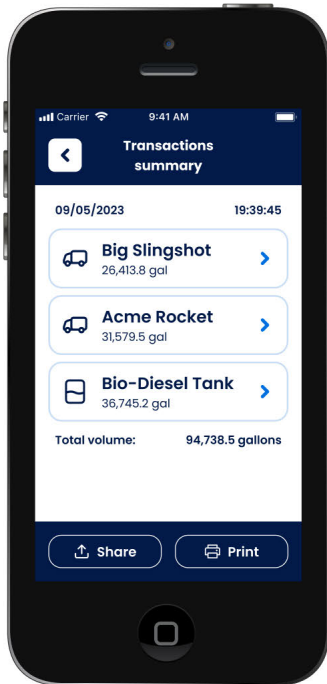 Carrier 9:41 AM
Transactions
summary
09/05/2023 19:39:45
Big Slingshot
26,413.8 gal
Acme Rocket
31,579.5 gal
Bio-Diesel Tank
36,745.2 gal
Total volume: 94,738.5 gallons
Share Print